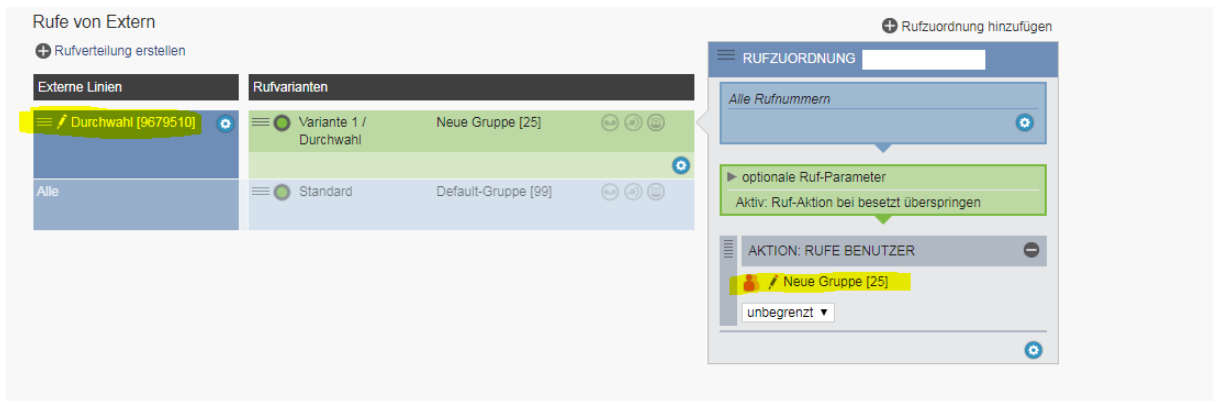 Rufe von Extern
Rufverteilung erstellen
Rufzuordnung hinzufügen
Externe Linien
Rufvarianten
Durchwahl [9679510]
Variante 1 /
Durchwahl
Neue Gruppe [25]
Alle
Standard
Default-Gruppe [99]
RUFZUORDNUNG
Alle Rufnummern
optionale Ruf-Parameter
Aktiv: Ruf-Aktion bei besetzt überspringen
AKTION: RUFE BENUTZER
Neue Gruppe [25]
unbegrenzt